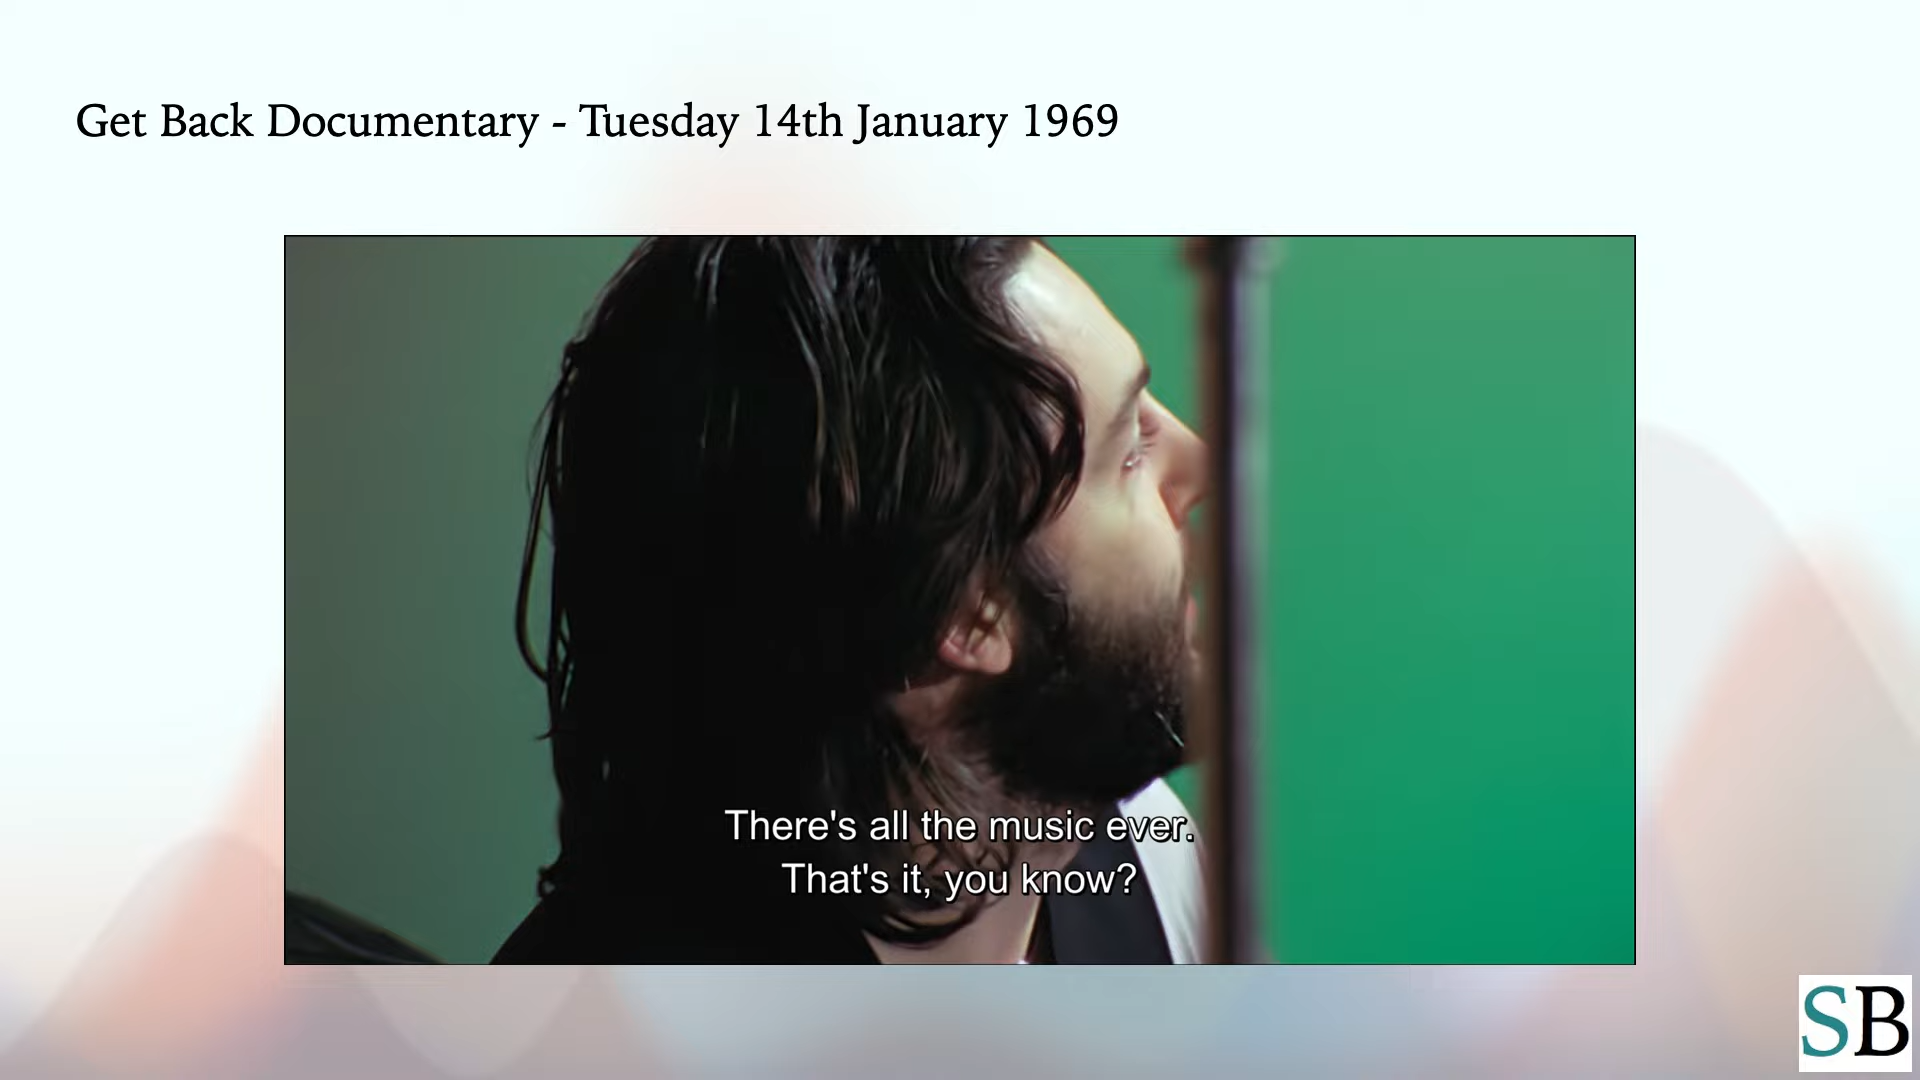 Get Back Documentary - Tuesday 14th January 1969
There's all the music ever.
That's it, you know?
SB